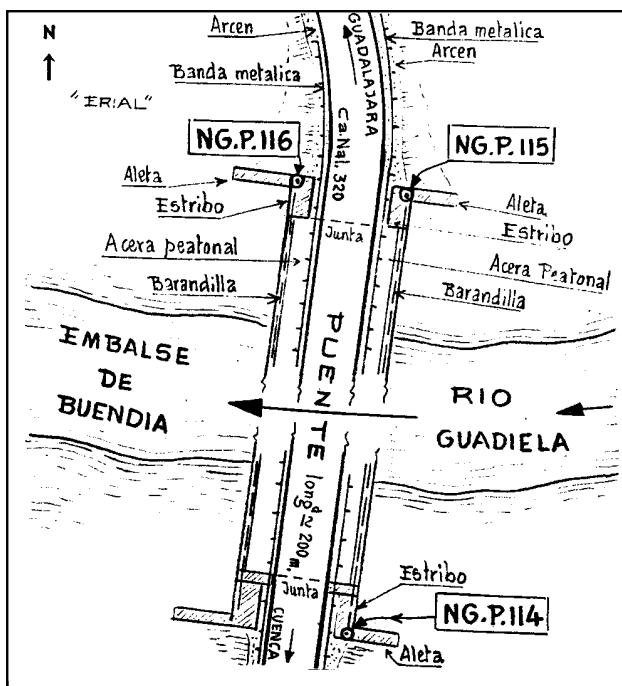 N
Arcen
GUADALAJARA
Banda metalica
Arcen
Banda metalica
"ERIAL"
NG.P.116
Ca.Nal. 320
NG.P.115
Aleta
Estribo
Aleta
Estribo
Junta
Acera peatonal
Acera Peatonal
Barandilla
Barandilla
EMBALSE
DE
BUENDIA
PUENTE
RIO
GUADIELA
longd ≃ 200 m.
Junta
Estribo
CUENCA
NG.P.114
Aleta